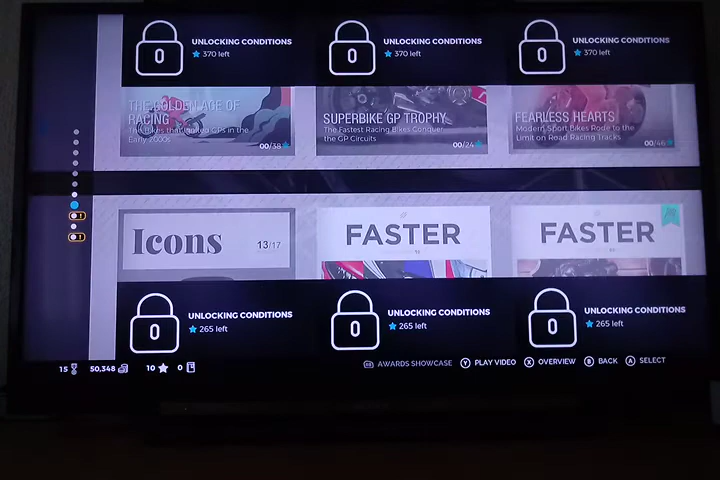 UNLOCKING CONDITIONS
370 left
UNLOCKING CONDITIONS
370 left
UNLOCKING CONDITIONS
370 left
THE GOLDEN AGE OF
RACING
The Bikes that Ruled GPs in the
Early 2000s
00/38
SUPERBIKE GP TROPHY
The Fastest Racing Bikes Conquer
the GP Circuits
00/24
FEARLESS HEARTS
Modern Sport Bikes Rode to the
Limit on Road Racing Tracks
00/46
Icons
13/17
FASTER
FASTER
0
UNLOCKING CONDITIONS
265 left
0
UNLOCKING CONDITIONS
265 left
0
UNLOCKING CONDITIONS
265 left
15
50,348
10
0
AWARDS SHOWCASE
Y PLAY VIDEO
X OVERVIEW
B BACK
A SELECT